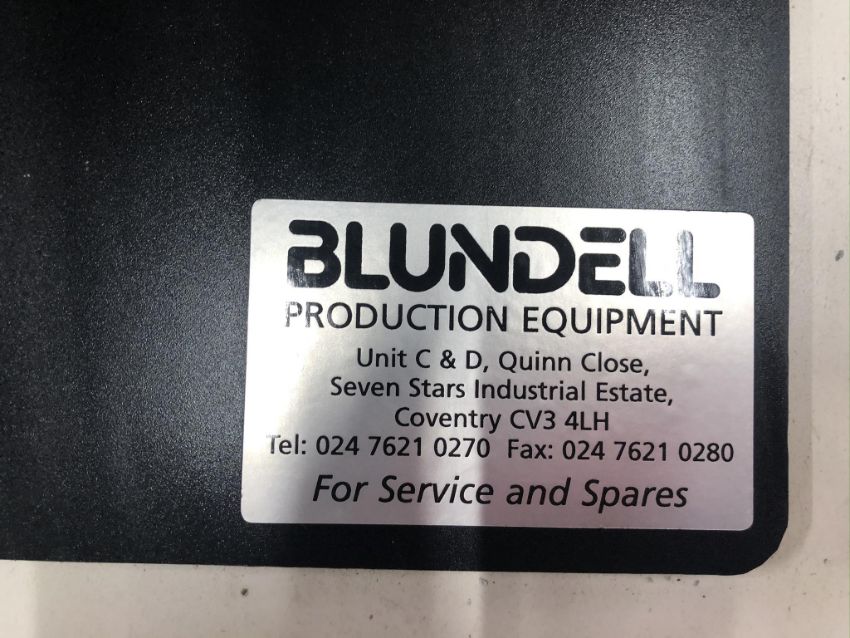 BLUNDELL
PRODUCTION EQUIPMENT
Unit C & D, Quinn Close,
Seven Stars Industrial Estate,
Coventry CV3 4LH
Tel: 024 7621 0270 Fax: 024 7621 0280
For Service and Spares